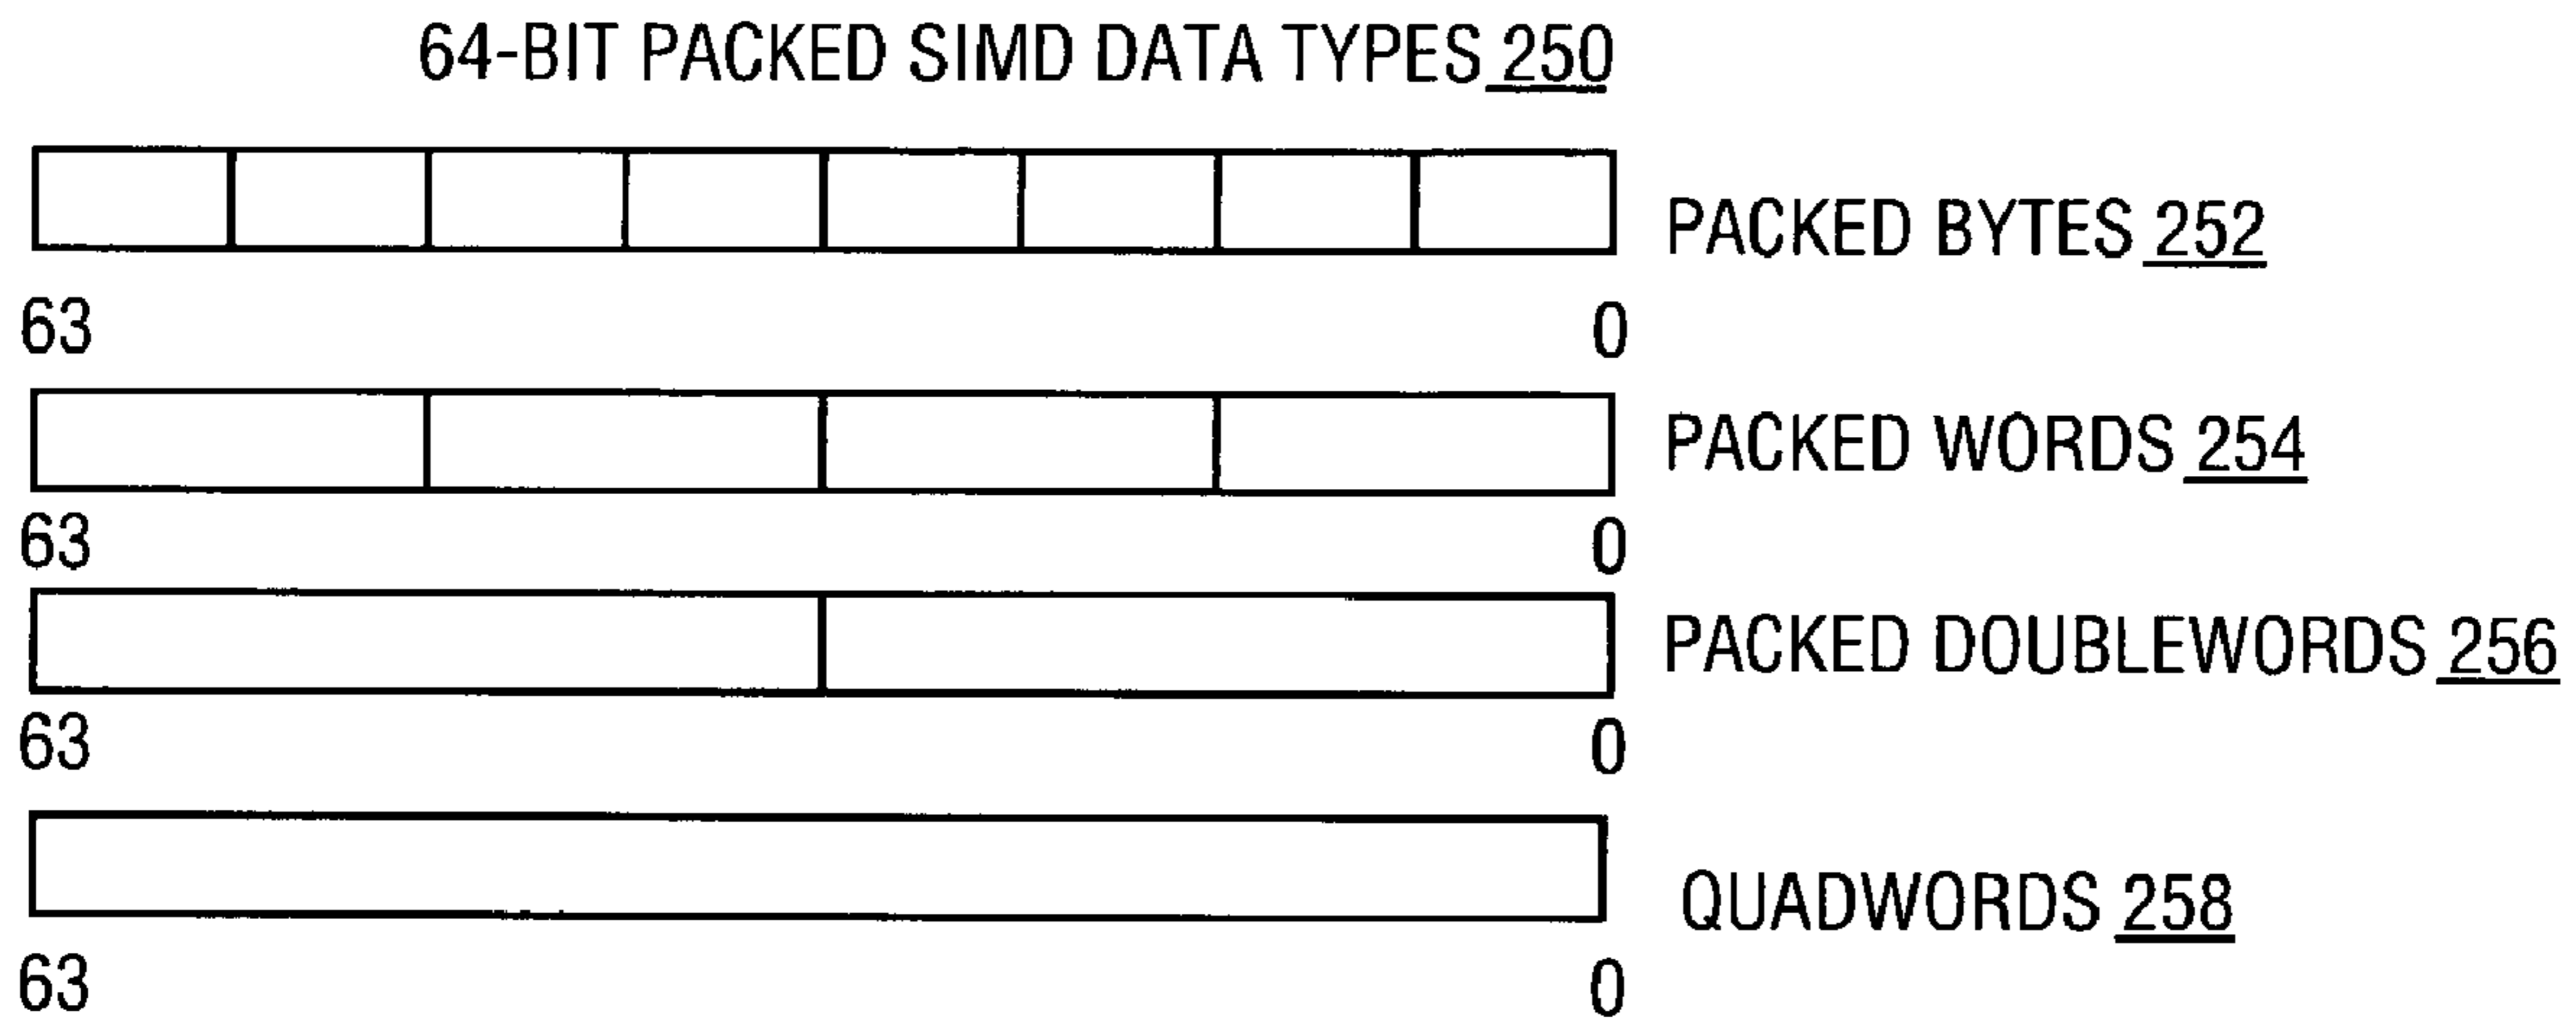 64-BIT PACKED SIMD DATA TYPES 250
PACKED BYTES 252
63 0
PACKED WORDS 254
63 0
PACKED DOUBLEWORDS 256
63 0
QUADWORDS 258
63 0